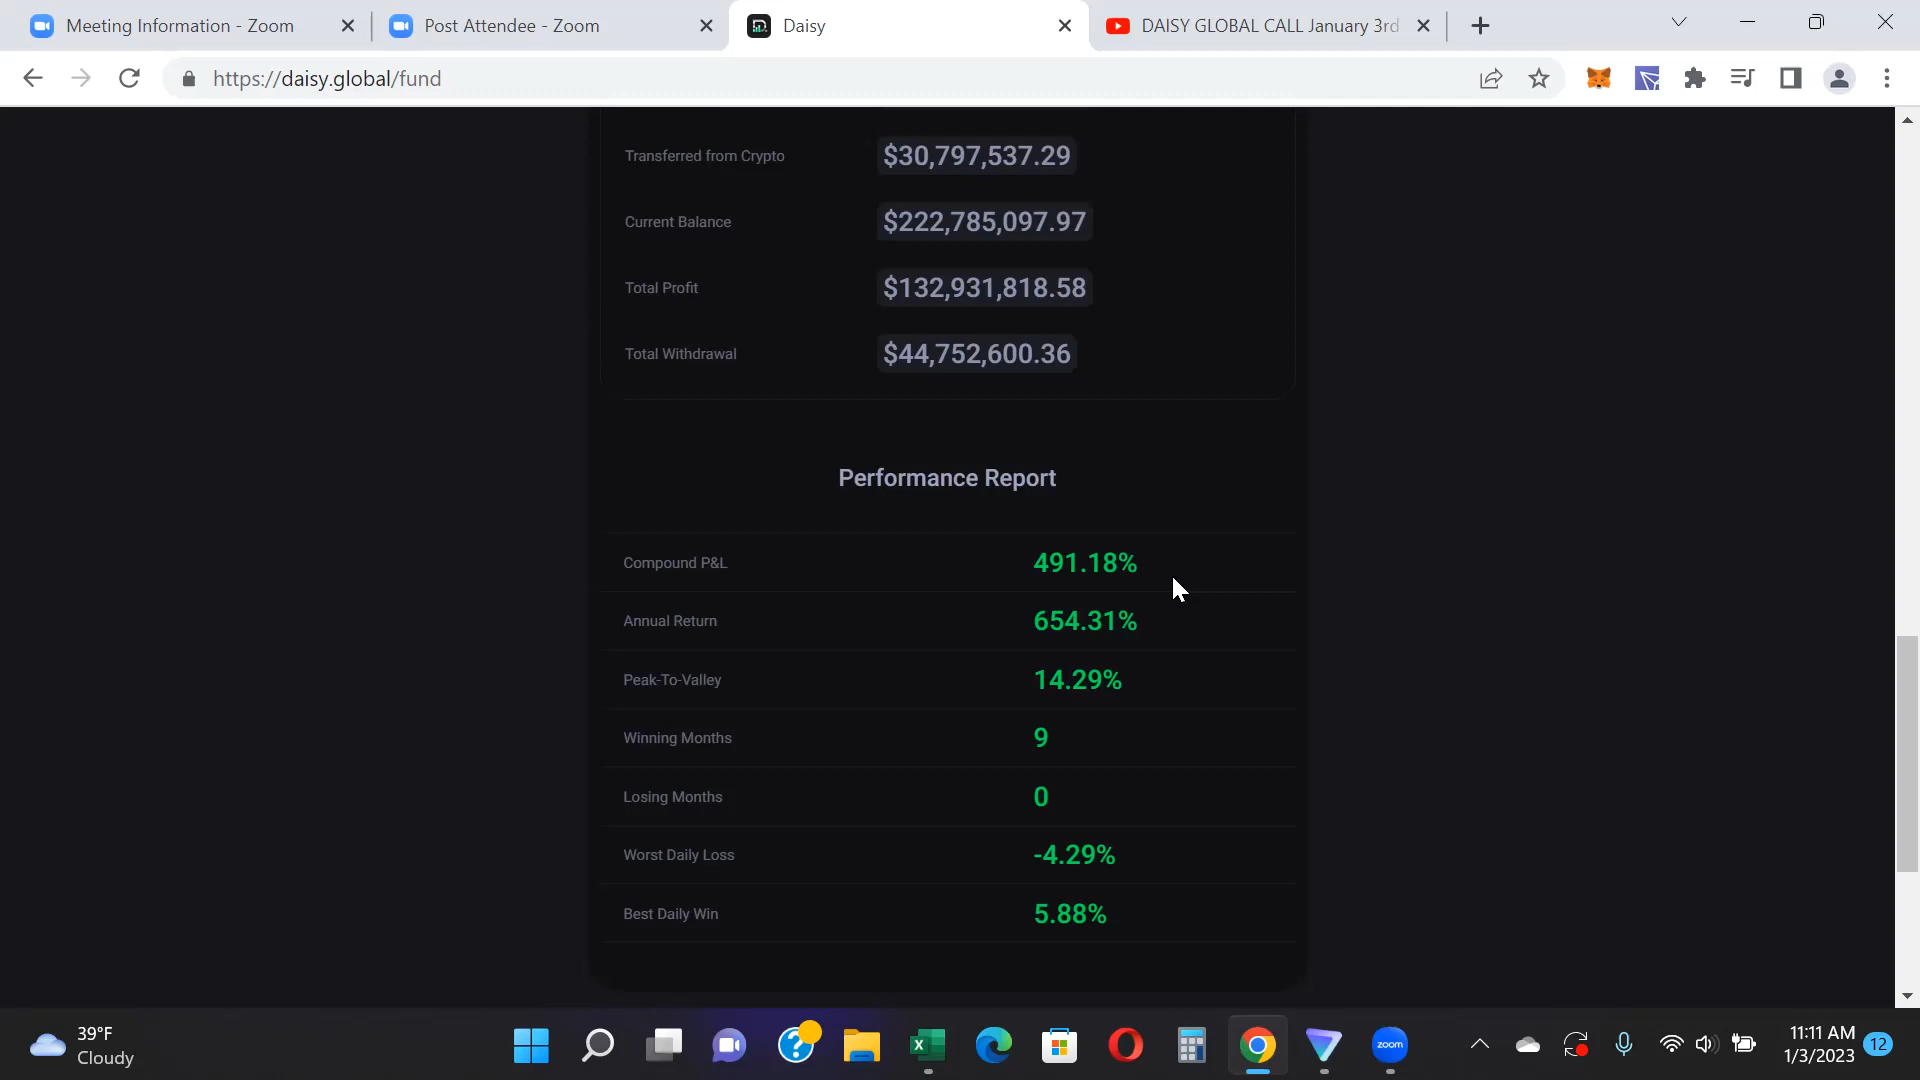 Meeting Information - Zoom
Post Attendee - Zoom
Daisy
DAISY GLOBAL CALL January 3rd
https://daisy.global/fund
Transferred from Crypto $30,797,537.29
Current Balance $222,785,097.97
Total Profit $132,931,818.58
Total Withdrawal $44,752,600.36
Performance Report
Compound P&L 491.18%
Annual Return 654.31%
Peak-To-Valley 14.29%
Winning Months 9
Losing Months 0
Worst Daily Loss -4.29%
Best Daily Win 5.88%
39°F
Cloudy
zoom
11:11 AM
1/3/2023
12